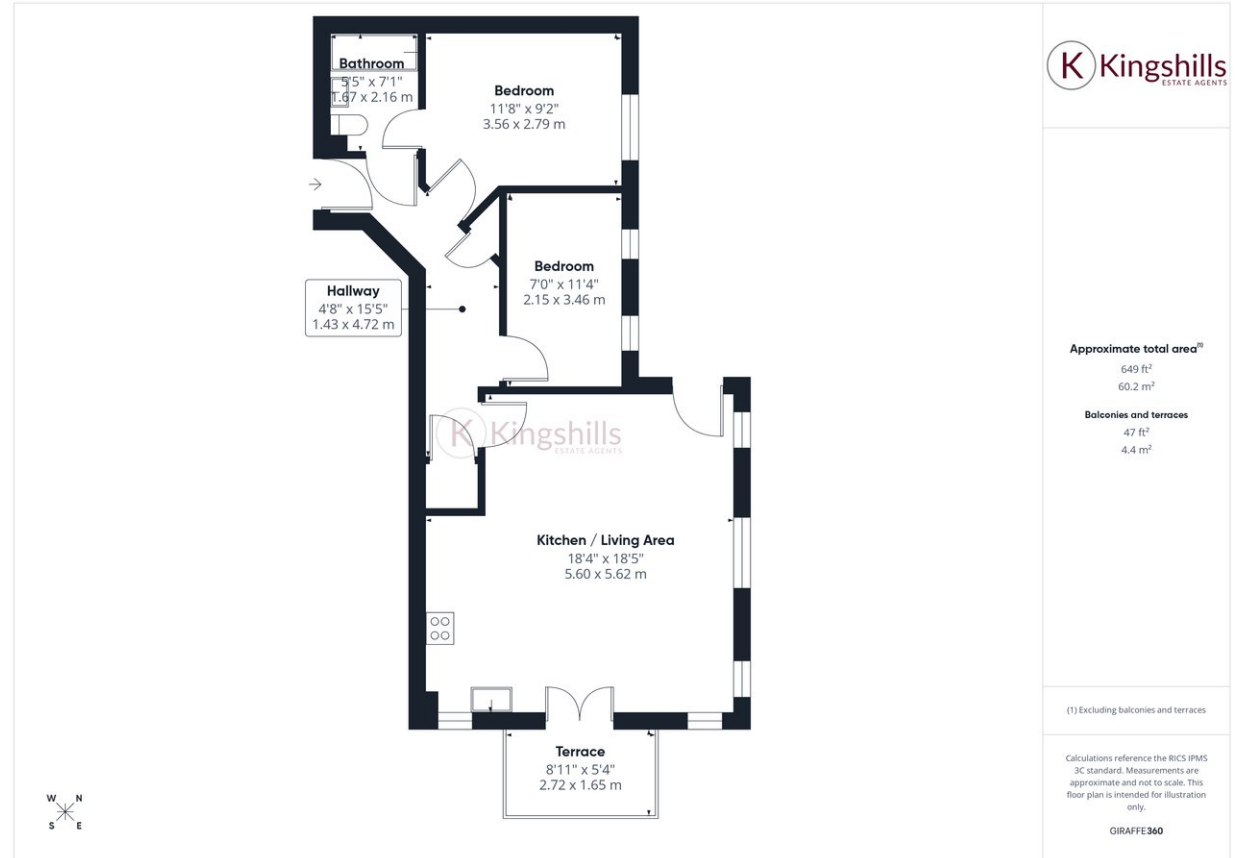 Bathroom
5'5" x 7'1"
1.67 x 2.16 m
Bedroom
11'8" x 9'2"
3.56 x 2.79 m
Bedroom
7'0" x 11'4"
2.15 x 3.46 m
Hallway
4'8" x 15'5"
1.43 x 4.72 m
K Kingshills
ESTATE AGENTS
Kitchen / Living Area
18'4" x 18'5"
5.60 x 5.62 m
Terrace
8'11" x 5'4"
2.72 x 1.65 m
W N
S E
K Kingshills
ESTATE AGENTS
Approximate total area(1)
649 ft²
60.2 m²
Balconies and terraces
47 ft²
4.4 m²
(1) Excluding balconies and terraces
Calculations reference the RICS IPMS
3C standard. Measurements are
approximate and not to scale. This
floor plan is intended for illustration
only.
GIRAFFE360